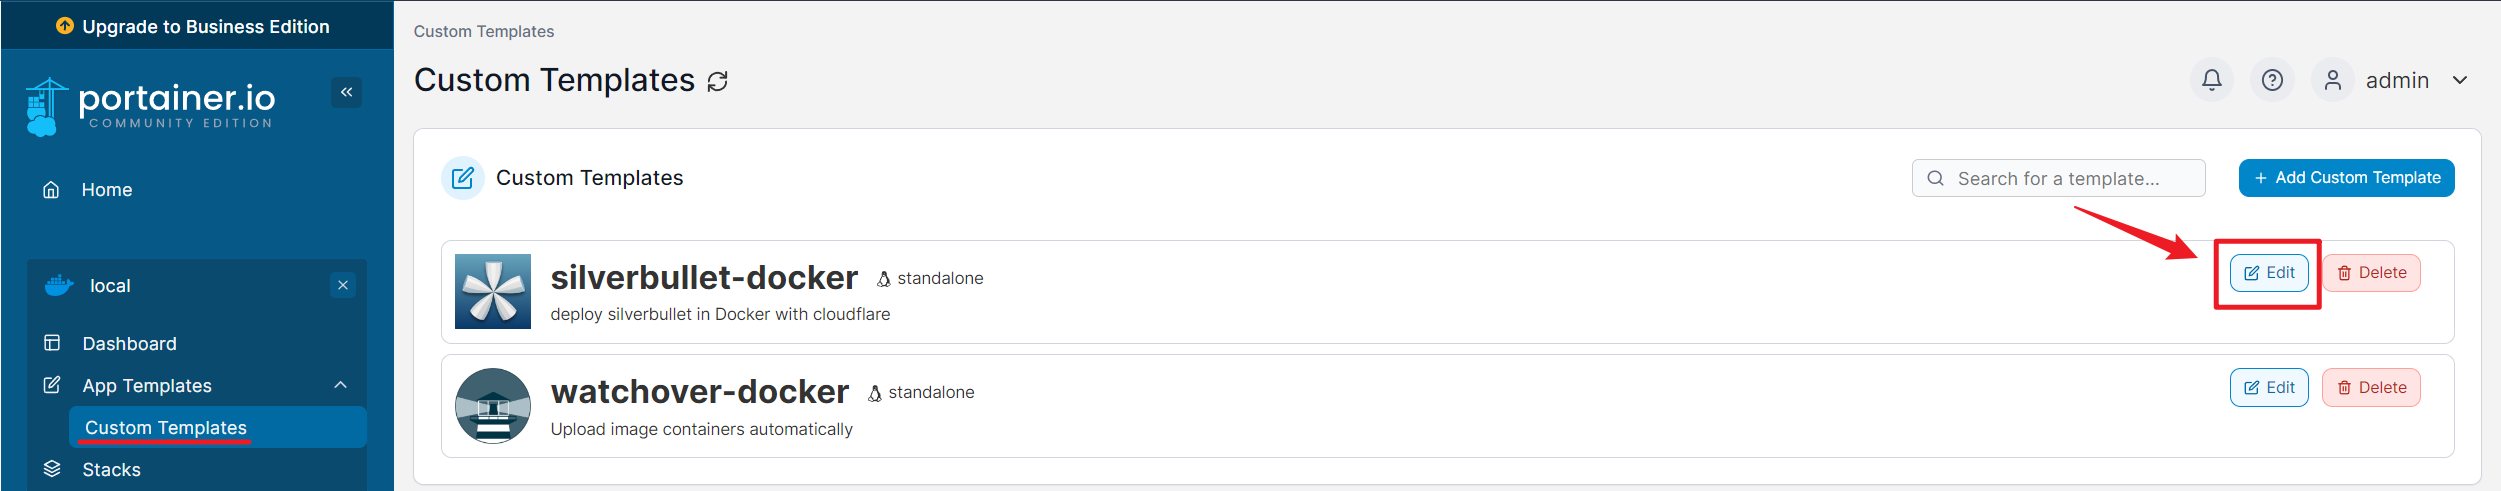 Upgrade to Business Edition
portainer.io
COMMUNITY EDITION
Home
local
Dashboard
App Templates
Custom Templates
Stacks
Custom Templates
Custom Templates
admin
Custom Templates
Search for a template...
Add Custom Template
silverbullet-docker standalone
deploy silverbullet in Docker with cloudflare
Edit Delete
watchover-docker standalone
Upload image containers automatically
Edit Delete